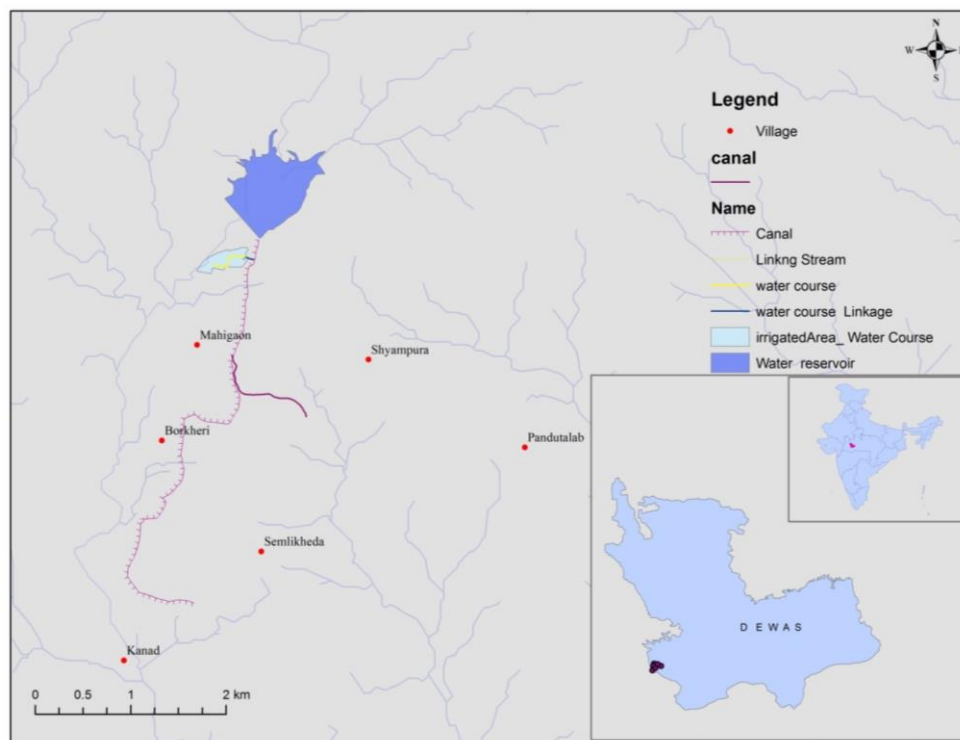 N
W
S
Legend
Village
canal
Name
Canal
Linkng Stream
water course
water course Linkage
irrigatedArea_ Water Course
Water reservoir
Mahigaon
Shyampura
Borkheri
Pandutalab
Semlikheda
Kanad
0 0.5 1 2 km
DEWAS